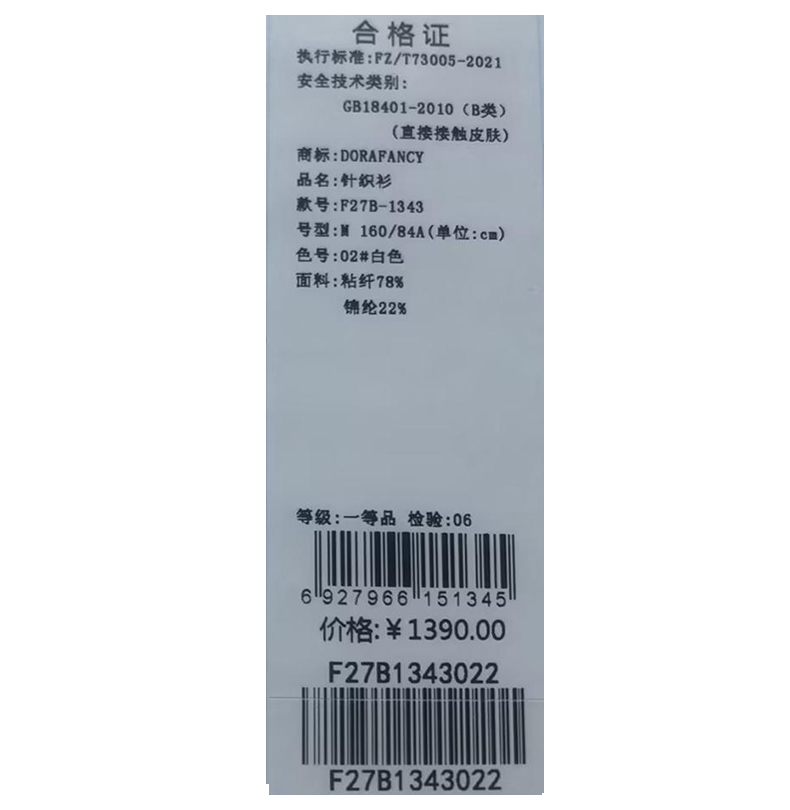 合格证
执行标准:FZ/T73005-2021
安全技术类别:
GB18401-2010（B类）
(直接接触皮肤)
商标:DORAFANCY
品名:针织衫
款号:F27B-1343
号型:M 160/84A(单位:cm)
色号:02#白色
面料:粘纤78%
锦纶22%
等级:一等品 检验:06
6 927966 151345
价格:￥1390.00
F27B1343022
F27B1343022